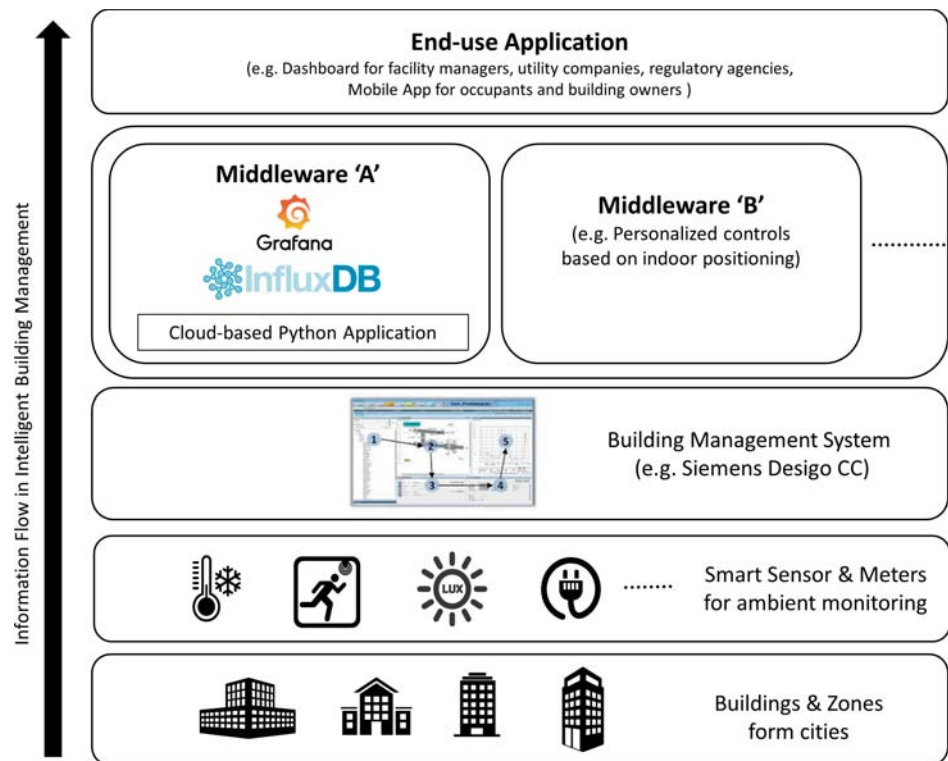 Information Flow in Intelligent Building Management
End-use Application
(e.g. Dashboard for facility managers, utility companies, regulatory agencies,
Mobile App for occupants and building owners )
Middleware ‘A’
Grafana
InfluxDB
Cloud-based Python Application
Middleware ‘B’
(e.g. Personalized controls
based on indoor positioning)
..........
1
2
3
4
5
Building Management System
(e.g. Siemens Desigo CC)
LUX
.......
Smart Sensor & Meters
for ambient monitoring
Buildings & Zones
form cities